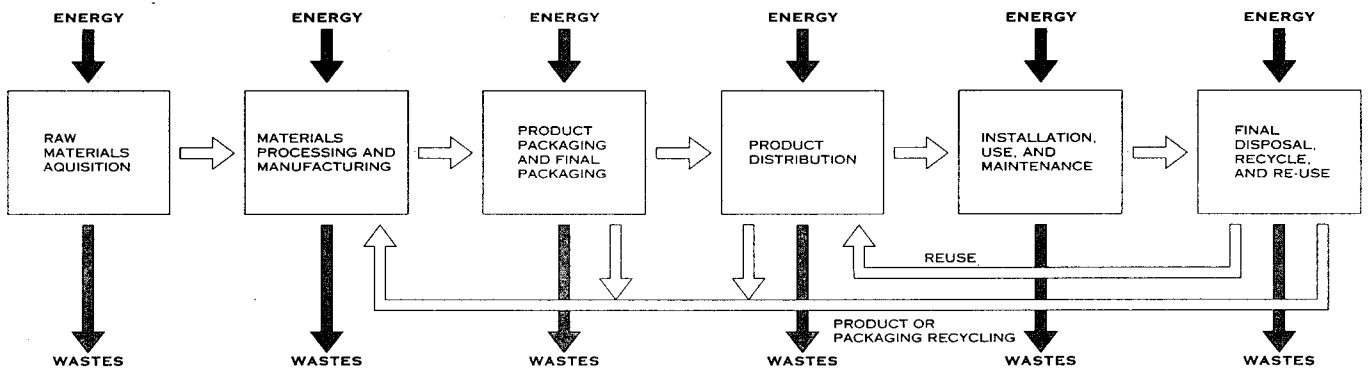 ENERGY ENERGY ENERGY ENERGY ENERGY ENERGY
RAW
MATERIALS
AQUISITION
MATERIALS
PROCESSING AND
MANUFACTURING
PRODUCT
PACKAGING
AND FINAL
PACKAGING
PRODUCT
DISTRIBUTION
INSTALLATION,
USE, AND
MAINTENANCE
FINAL
DISPOSAL,
RECYCLE,
AND RE-USE
REUSE
PRODUCT OR
PACKAGING RECYCLING
WASTES WASTES WASTES WASTES WASTES WASTES